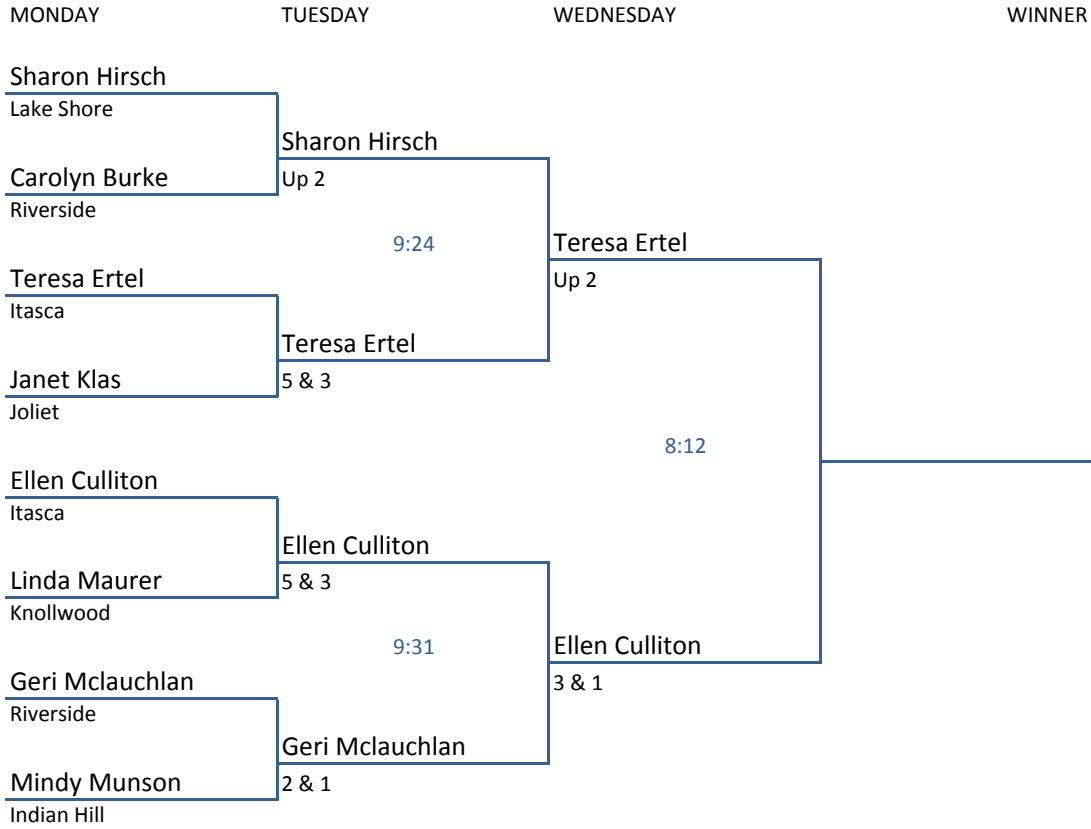 MONDAY TUESDAY WEDNESDAY WINNER
Sharon Hirsch
Lake Shore
Sharon Hirsch
Carolyn Burke
Up 2
Riverside
9:24
Teresa Ertel
Teresa Ertel
Up 2
Itasca
Teresa Ertel
Janet Klas
5 & 3
Joliet
8:12
Ellen Culliton
Itasca
Ellen Culliton
Linda Maurer
5 & 3
Knollwood
9:31
Ellen Culliton
Geri Mclauchlan
3 & 1
Riverside
Geri Mclauchlan
Mindy Munson
2 & 1
Indian Hill